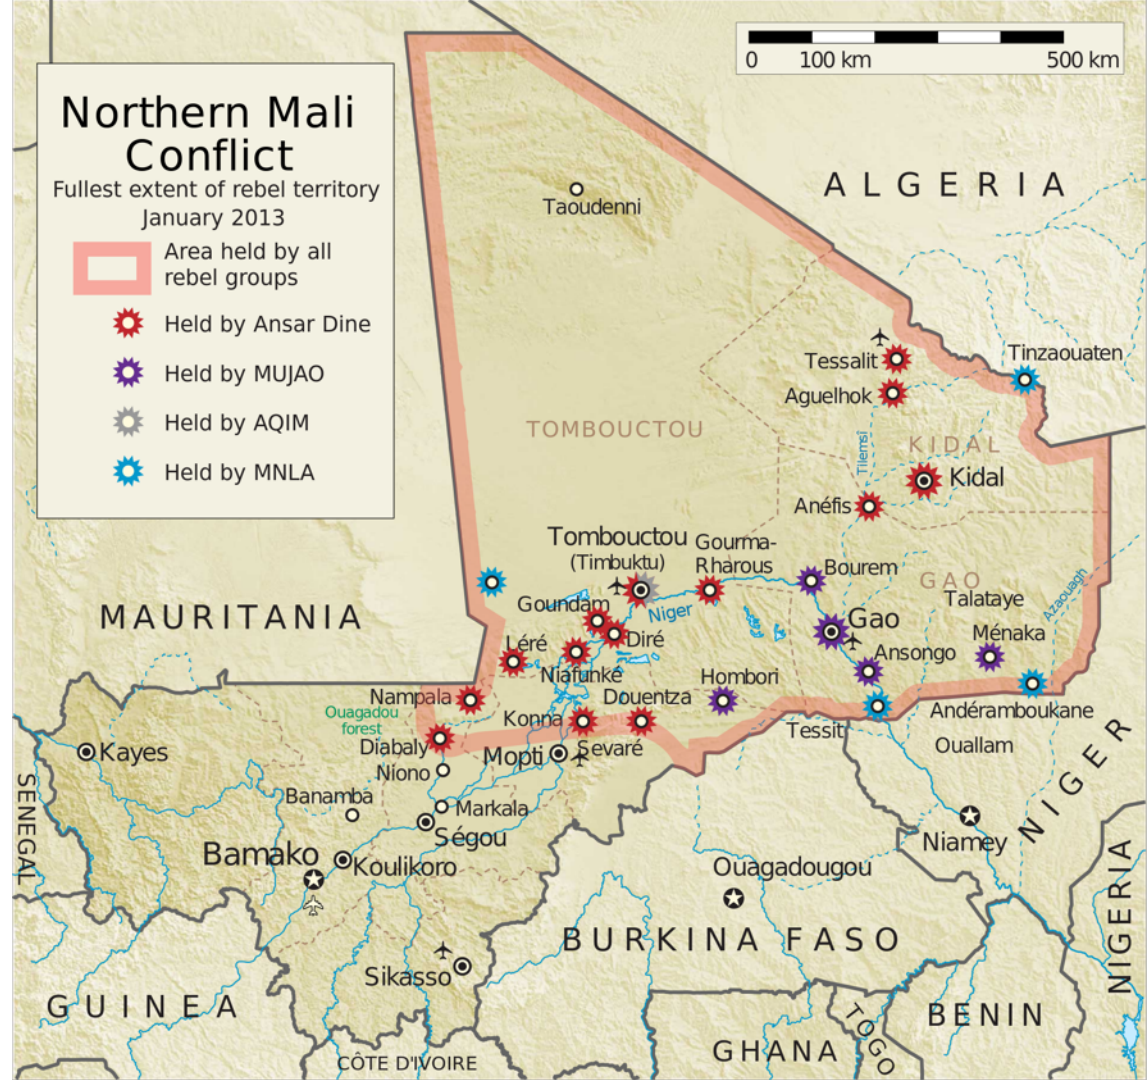 Northern Mali
Conflict
Fullest extent of rebel territory
January 2013
Area held by all
rebel groups
Held by Ansar Dine
Held by MUJAO
Held by AQIM
Held by MNLA
0 100 km 500 km
ALGERIA
Taoudenni
Tessalit
Tinzaouaten
Aguelhok
TOMBOUCTOU
Tilemsi
KIDAL
Kidal
Anéfis
Tombouctou
(Timbuktu)
Gourma-
Rharous
Bourem
GAO
Talataye
Azaouagh
Goundam
Niger
MAURITANIA
Gao
Diré
Ménaka
Léré
Ansongo
Niafunké
Hombori
Nampala
Douentza
Ouagadou
forest
Konna
Andéramboukane
Tessit
Diabaly
Mopti
Sévaré
Ouallam
Kayes
Niono
NIGER
SENEGAL
Banamba
Markala
Ségou
Niamey
Bamako
Koulikoro
Ouagadougou
NIGERIA
BURKINA FASO
Sikasso
GUINEA
BENIN
TOGO
GHANA
CÔTE D'IVOIRE